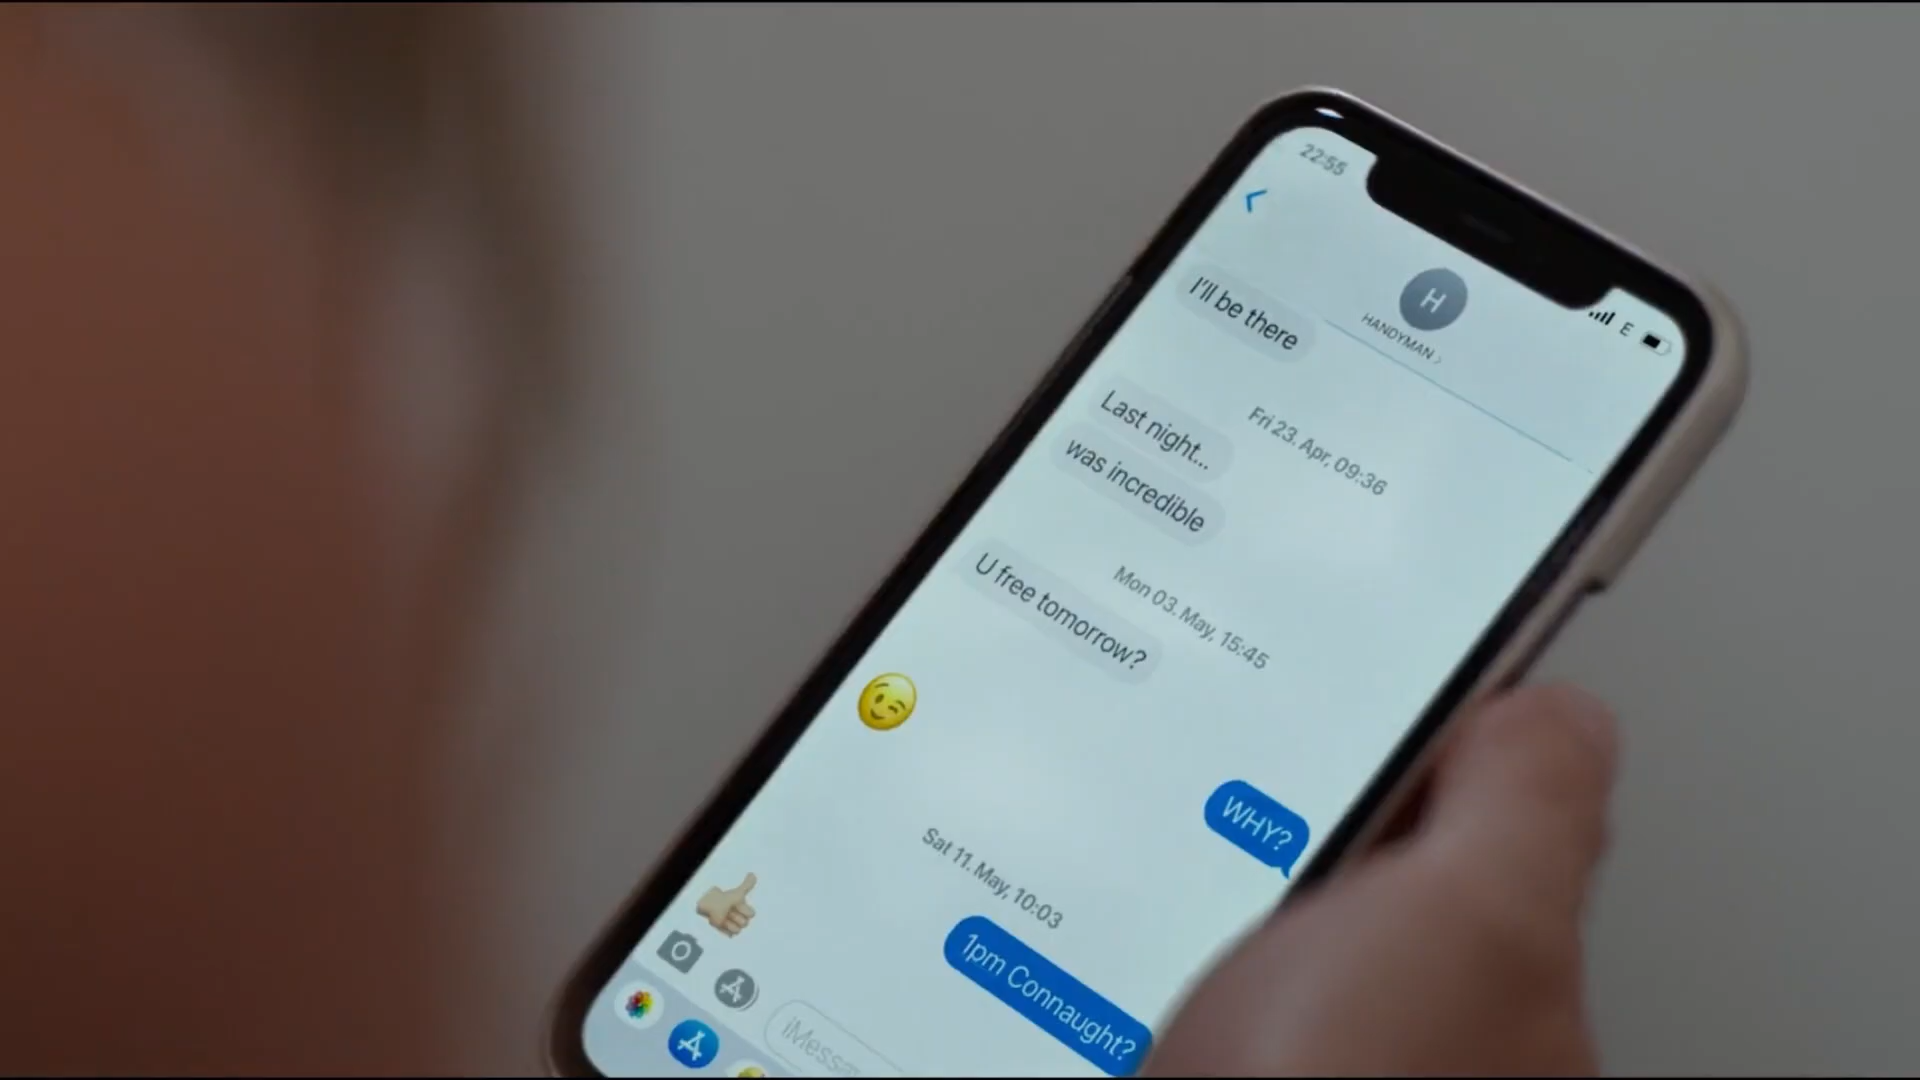 22:55
E
H
HANDYMAN
I'll be there
Fri 23. Apr, 09:36
Last night...
was incredible
Mon 03. May, 15:45
U free tomorrow?
WHY?
Sat 11. May, 10:03
1pm Connaught?